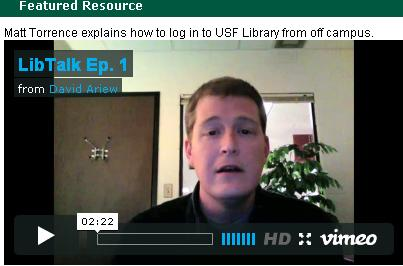 Featured Resource
Matt Torrence explains how to log in to USF Library from off campus.
LibTalk Ep. 1
from David Ariew
02:22
HD vimeo